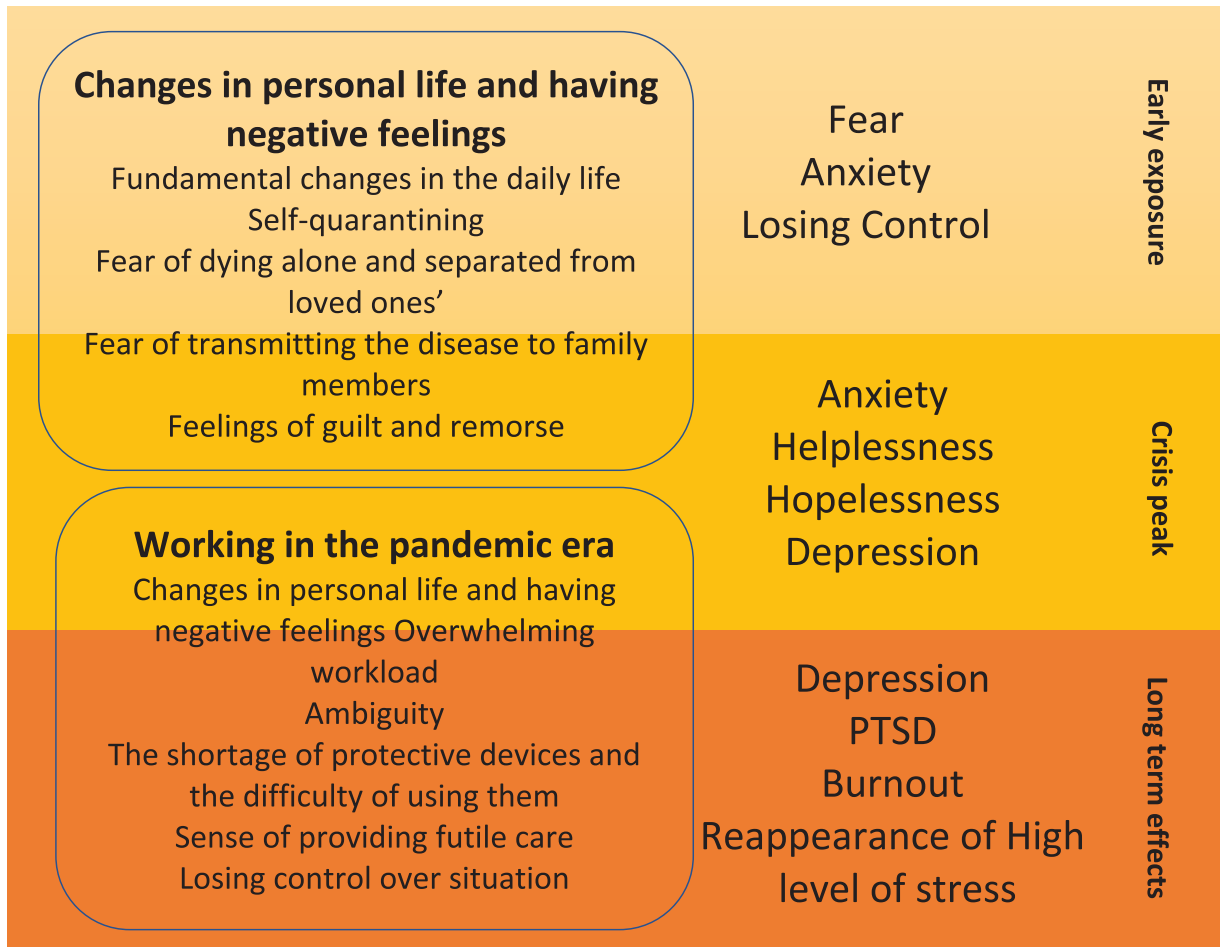 Changes in personal life and having
negative feelings
Fundamental changes in the daily life
Self-quarantining
Fear of dying alone and separated from
loved ones’
Fear of transmitting the disease to family
members
Feelings of guilt and remorse
Working in the pandemic era
Changes in personal life and having
negative feelings Overwhelming
workload
Ambiguity
The shortage of protective devices and
the difficulty of using them
Sense of providing futile care
Losing control over situation
Fear
Anxiety
Losing Control
Early exposure
Anxiety
Helplessness
Hopelessness
Depression
Crisis peak
Depression
PTSD
Burnout
Reappearance of High
level of stress
Long term effects